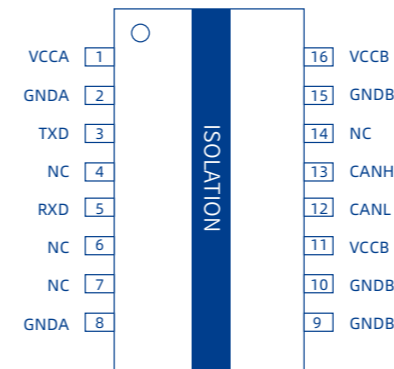 VCCA 1 16 VCCB
GNDA 2 15 GNDB
TXD 3 14 NC
NC 4 13 CANH
RXD 5 12 CANL
NC 6 11 VCCB
NC 7 10 GNDB
GNDA 8 9 GNDB
ISOLATION